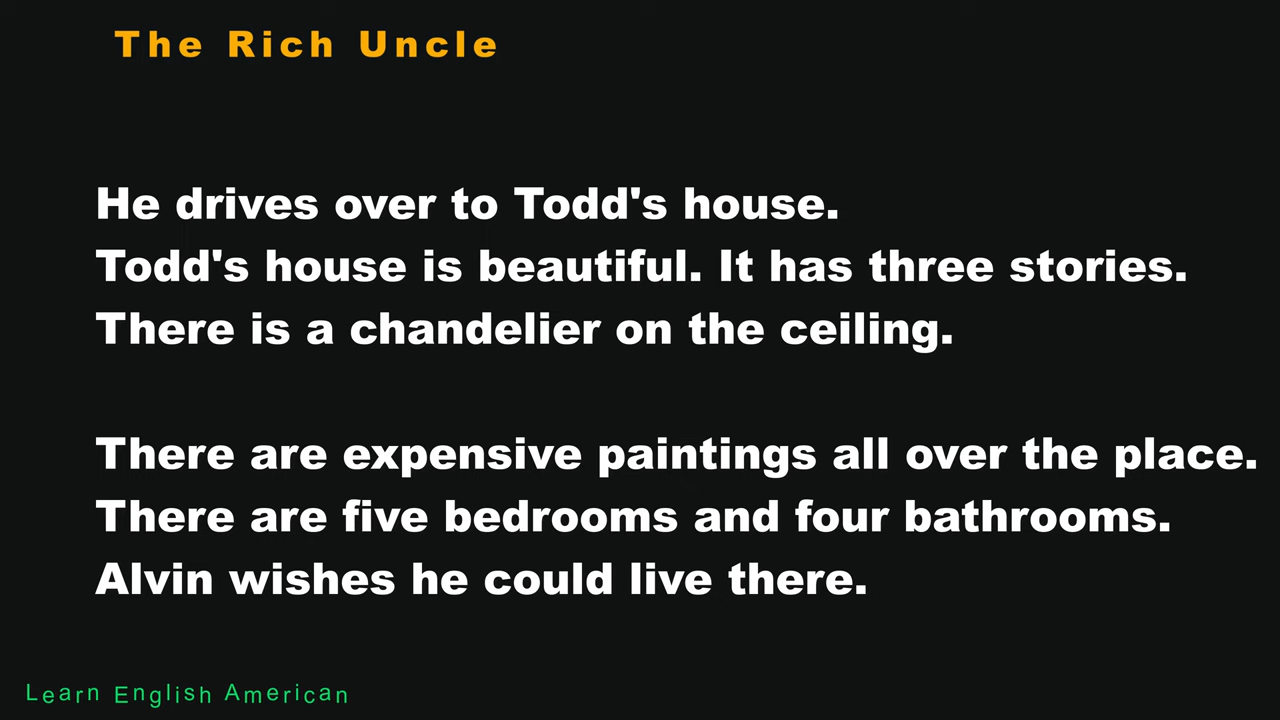 The Rich Uncle
He drives over to Todd's house.
Todd's house is beautiful. It has three stories.
There is a chandelier on the ceiling.
There are expensive paintings all over the place.
There are five bedrooms and four bathrooms.
Alvin wishes he could live there.
Learn English American